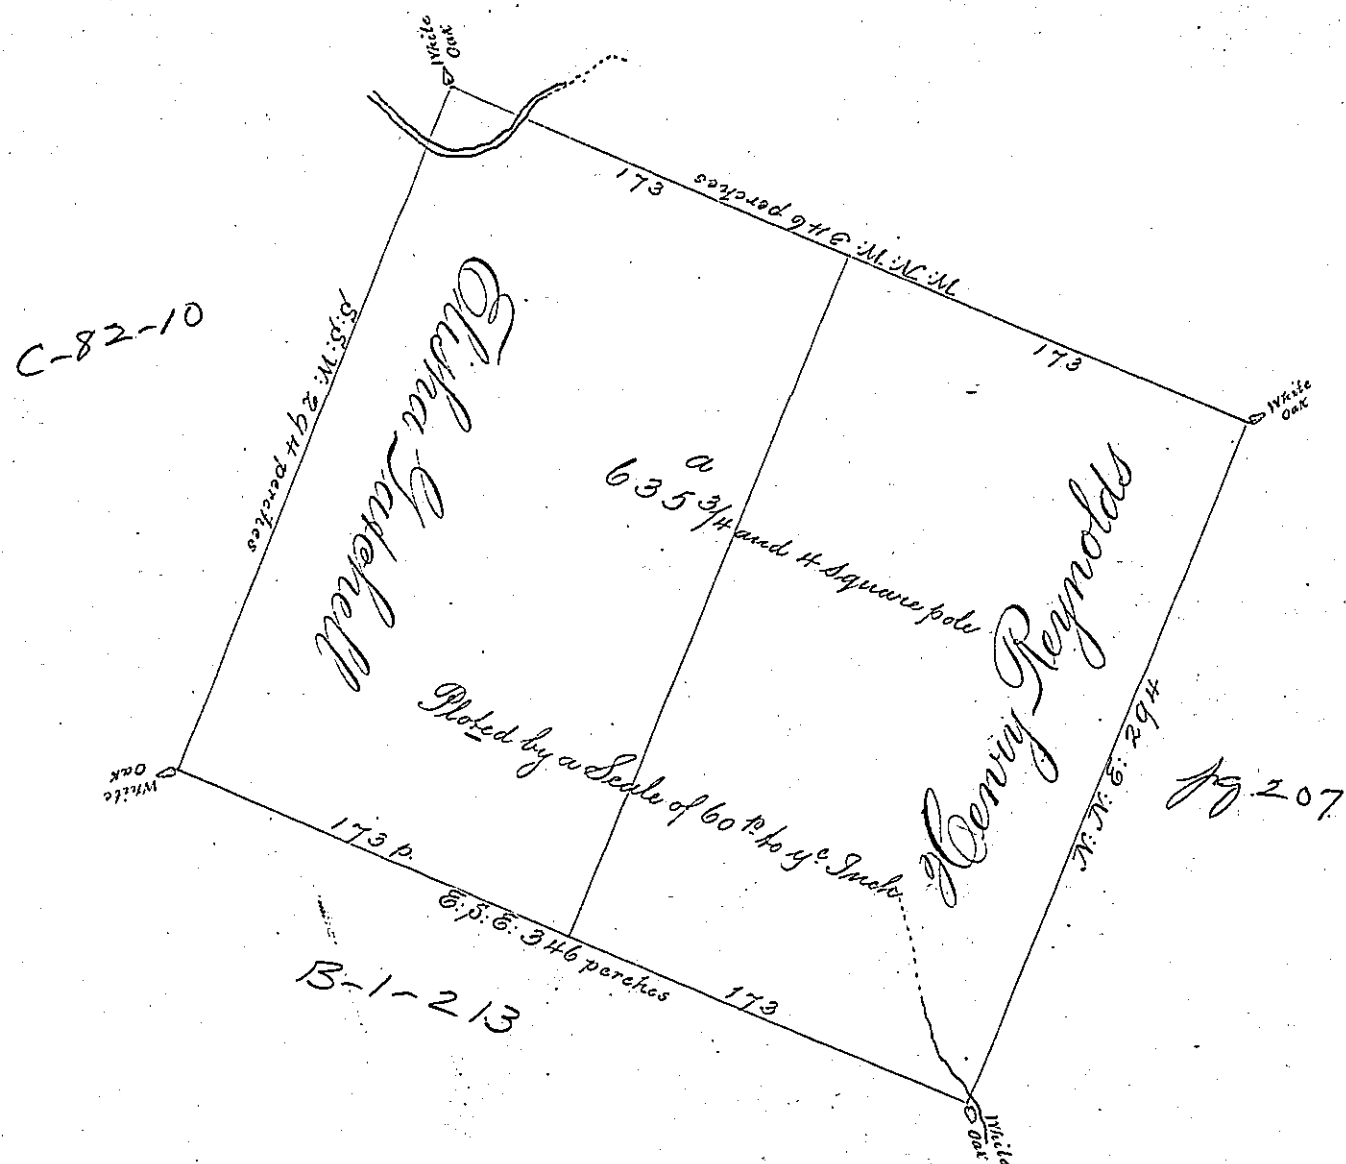 White
Oak
173
W:N:W: 346 perches
173
White
Oak
C-82-10
S:S:W: 294 perches
Elisha Gatchell
a
635 3/4 and 4 square pole
Henry Reynolds
N:N:E: 294
pg. 207
Ploted by a Scale of 60 P. to yᵉ Inch
White
Oak
173 p.
E:S:E: 346 perches
173
B-1-213
White
Oak